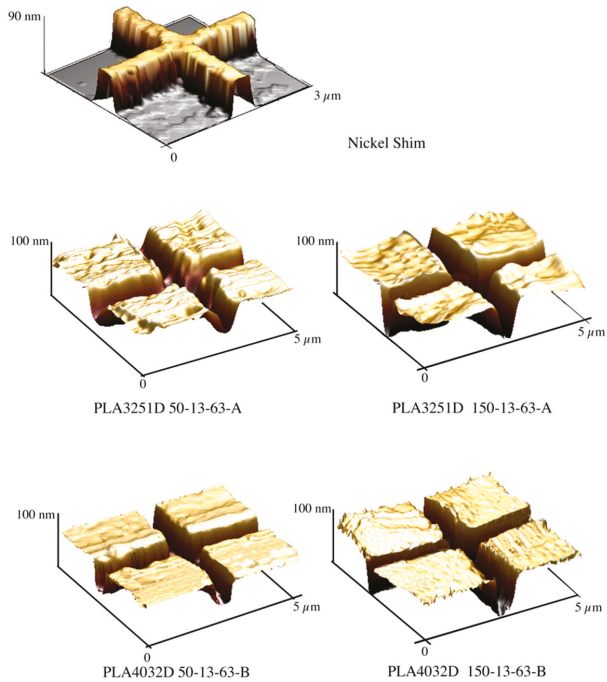 90 nm
3 μm
0
Nickel Shim
100 nm
5 μm
0
PLA3251D 50-13-63-A
100 nm
5 μm
0
PLA3251D 150-13-63-A
100 nm
5 μm
0
PLA4032D 50-13-63-B
100 nm
5 μm
0
PLA4032D 150-13-63-B